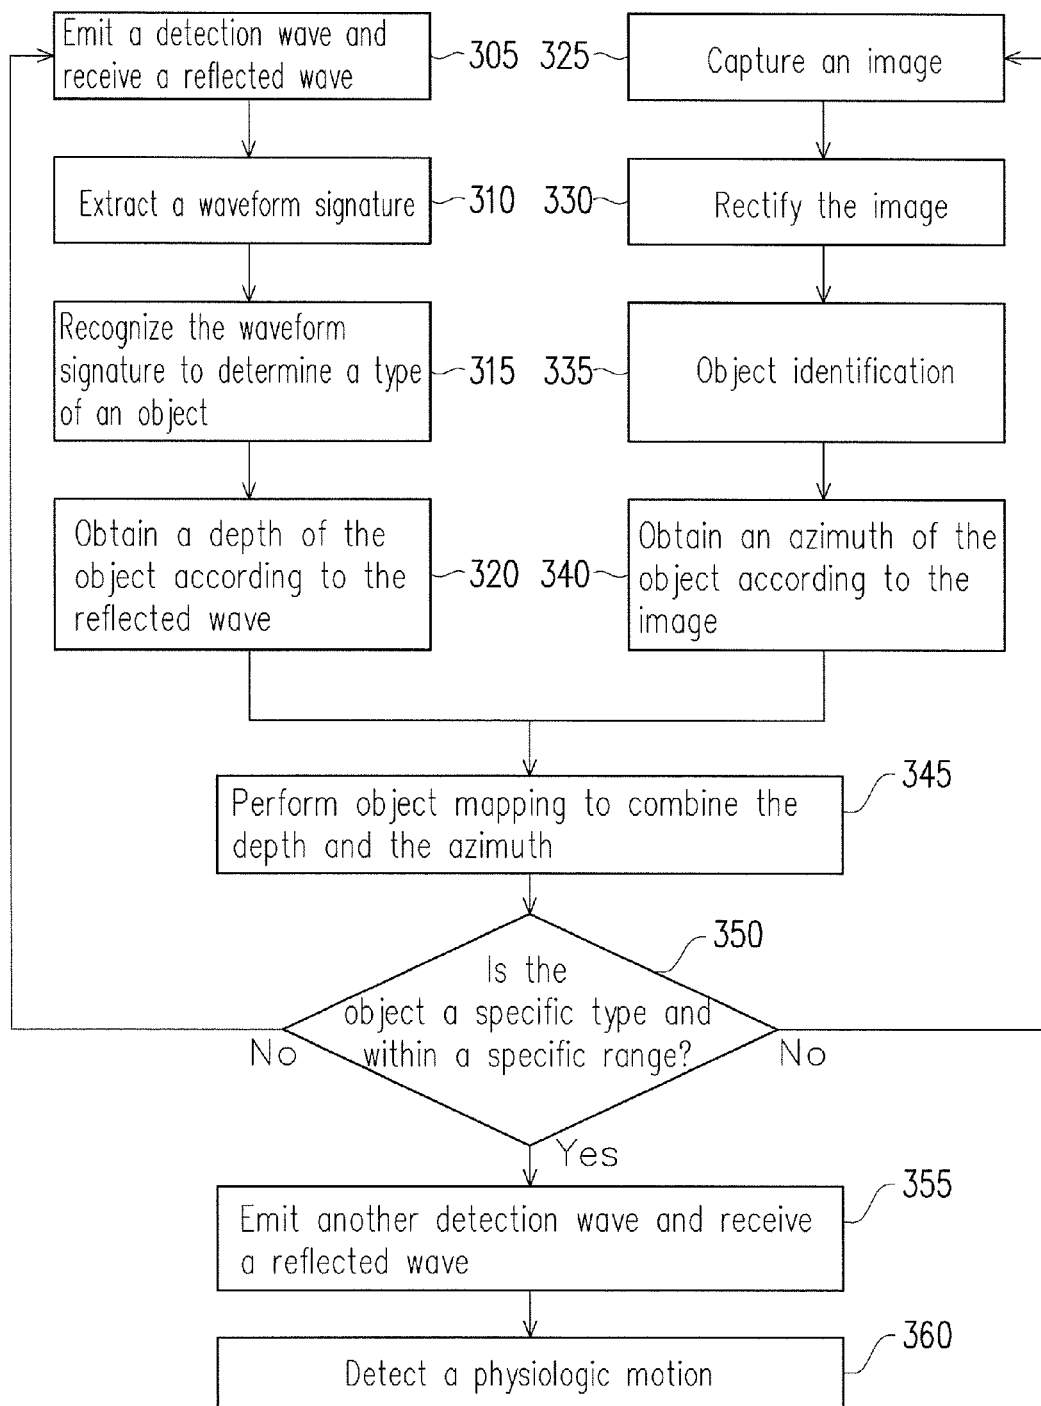 Emit a detection wave and
receive a reflected wave
305
325
Capture an image
Extract a waveform signature
310
330
Rectify the image
Recognize the waveform
signature to determine a type
of an object
315
335
Object identification
Obtain a depth of the
object according to the
reflected wave
320
340
Obtain an azimuth of the
object according to the
image
345
Perform object mapping to combine the
depth and the azimuth
350
Is the
object a specific type and
within a specific range?
No
No
Yes
355
Emit another detection wave and receive
a reflected wave
360
Detect a physiologic motion